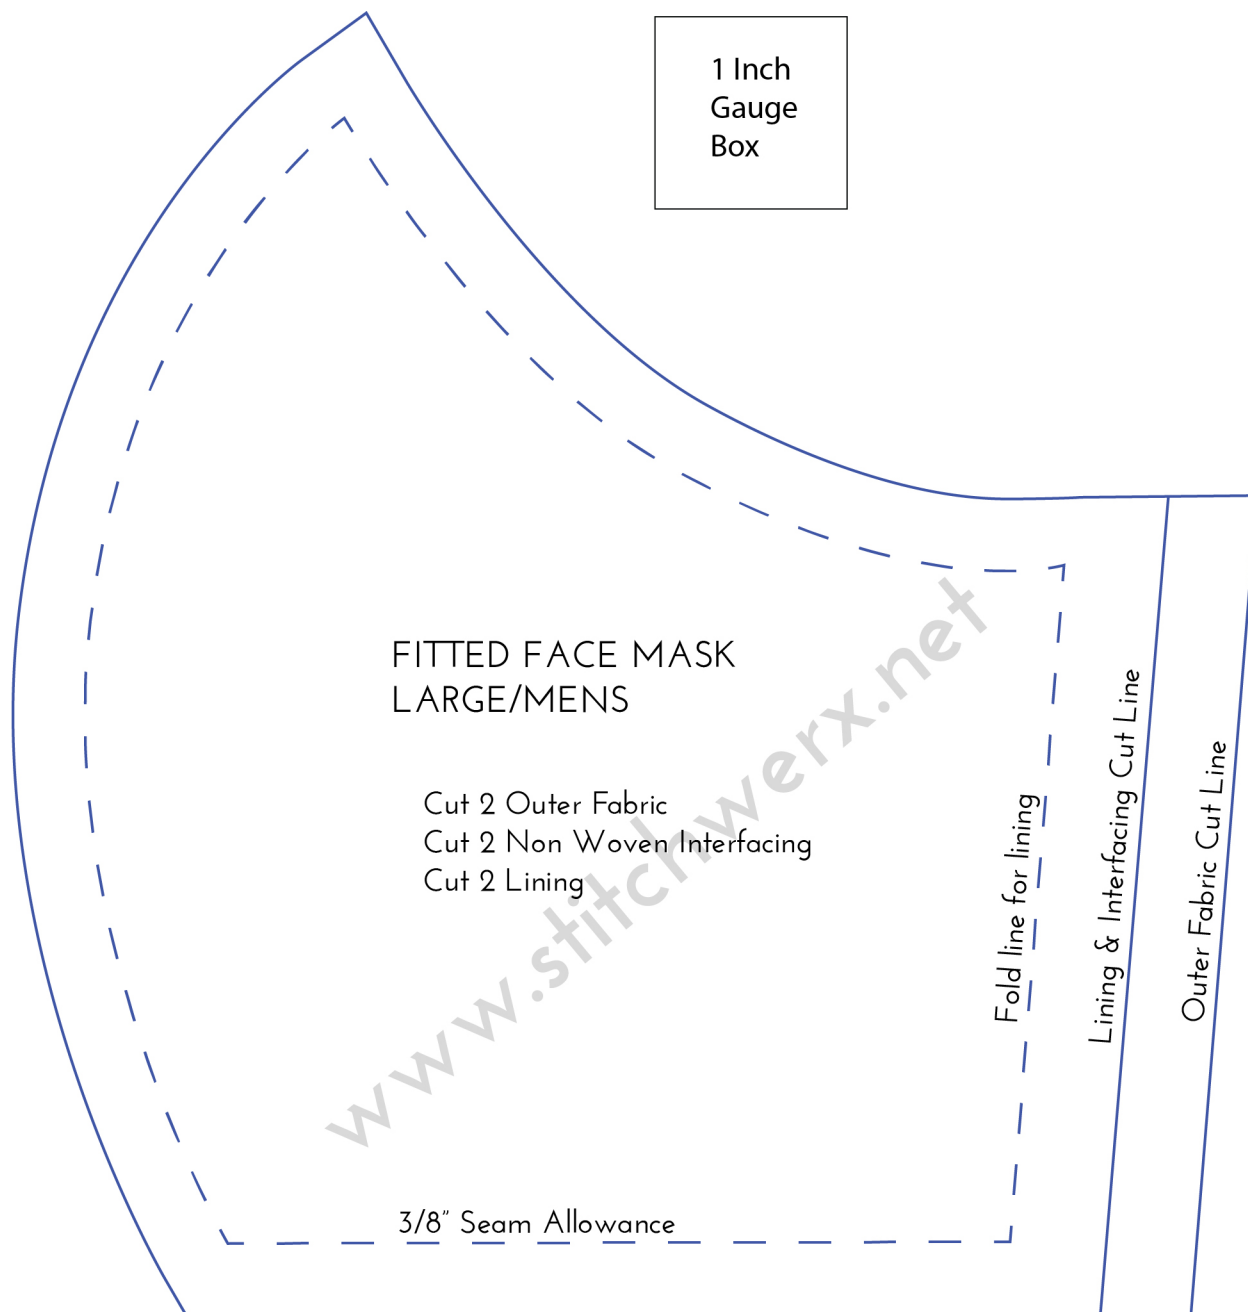 1 Inch
Gauge
Box
FITTED FACE MASK
LARGE/MENS
Cut 2 Outer Fabric
Cut 2 Non Woven Interfacing
Cut 2 Lining
www.stitchwerx.net
Fold line for lining
Lining & Interfacing Cut Line
Outer Fabric Cut Line
3/8” Seam Allowance